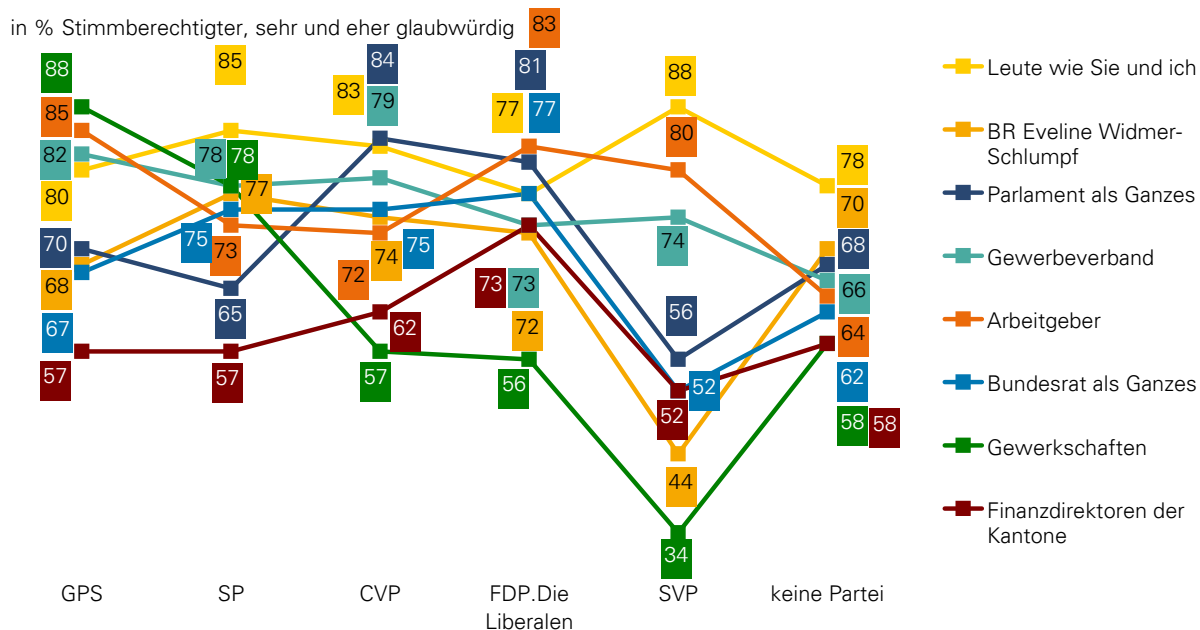 in % Stimmberechtigter, sehr und eher glaubwürdig
88
85
82
80
70
68
67
57
85
78 78
77
75
73
65
57
84
83
79
75
74
72
62
57
83
81
77 77
73 73
72
56
88
80
74
56
52
52
44
34
78
70
68
66
64
62
58 58
GPS
SP
CVP
FDP.Die
Liberalen
SVP
keine Partei
Leute wie Sie und ich
BR Eveline Widmer-
Schlumpf
Parlament als Ganzes
Gewerbeverband
Arbeitgeber
Bundesrat als Ganzes
Gewerkschaften
Finanzdirektoren der
Kantone